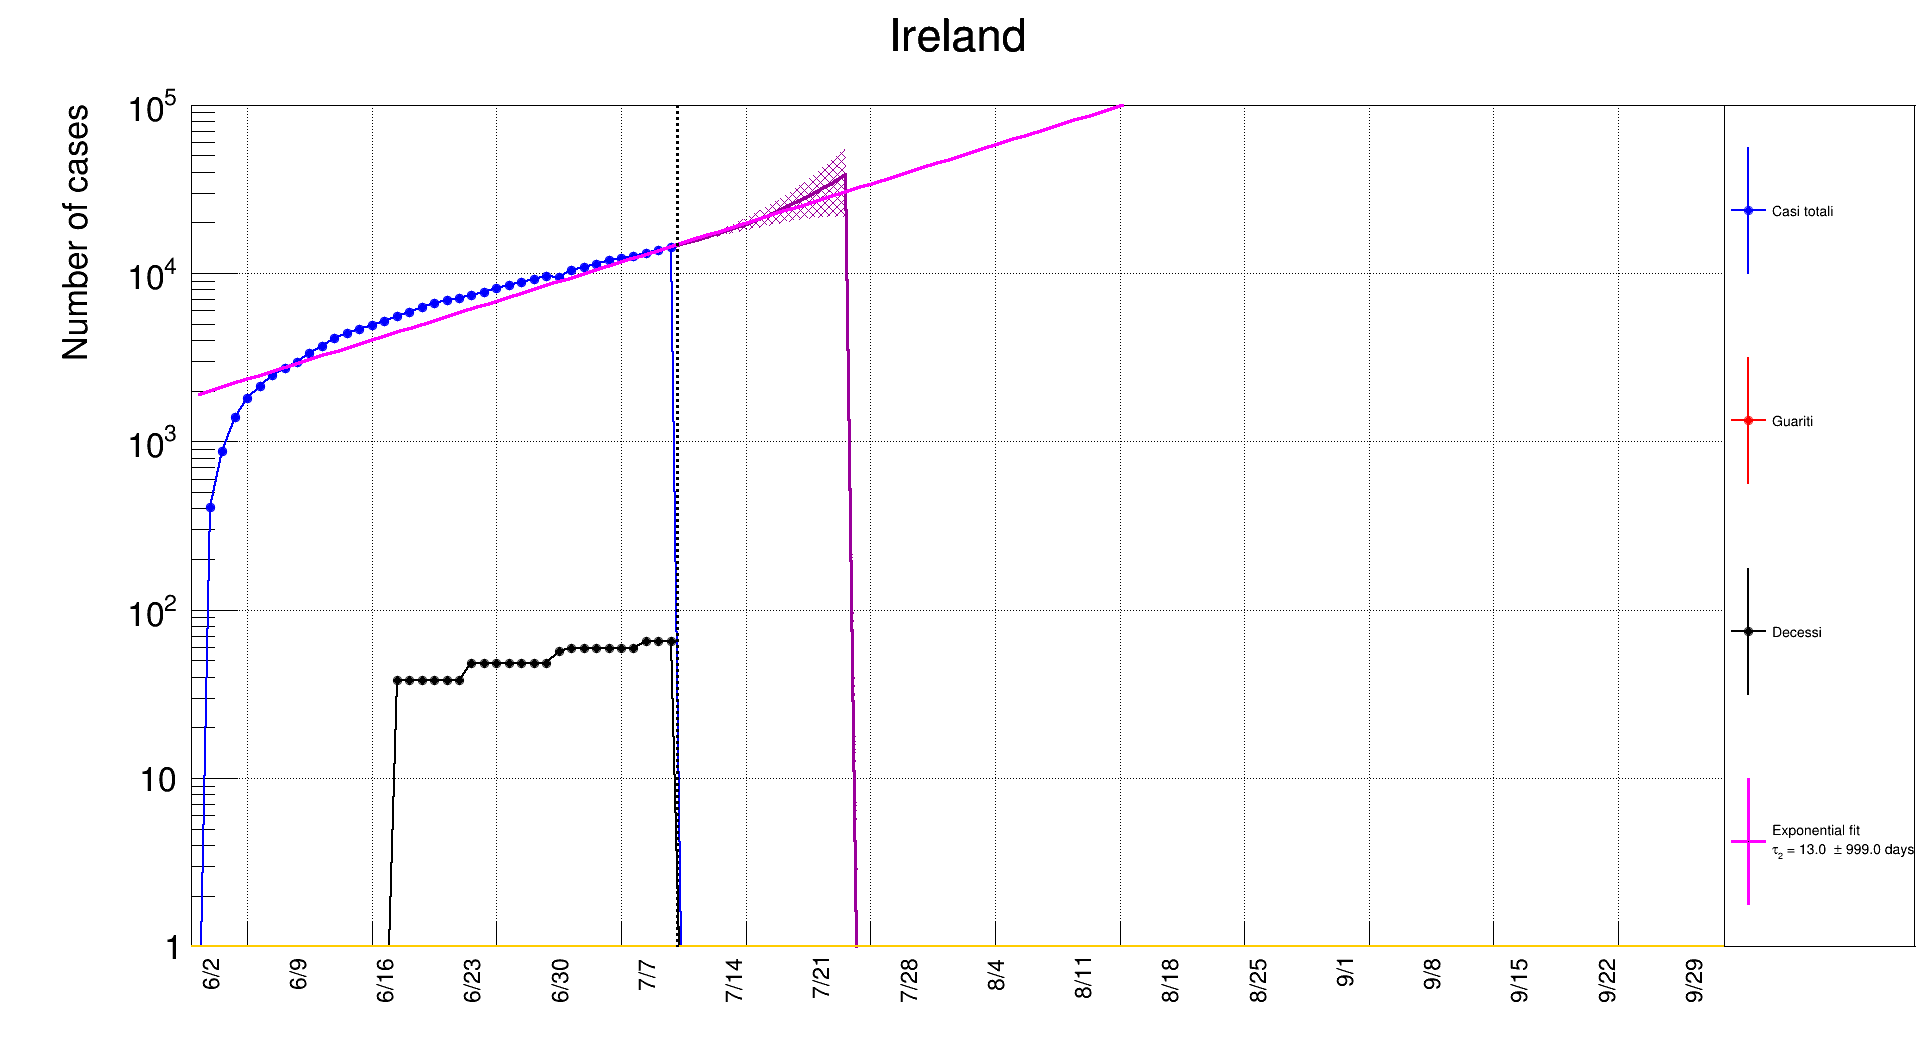 Ireland
Number of cases
10^5
10^4
10^3
10^2
10
1
6/2 6/9 6/16 6/23 6/30 7/7 7/14 7/21 7/28 8/4 8/11 8/18 8/25 9/1 9/8 9/15 9/22 9/29
Casi totali
Guariti
Decessi
Exponential fit
τ_2 = 13.0 ± 999.0 days